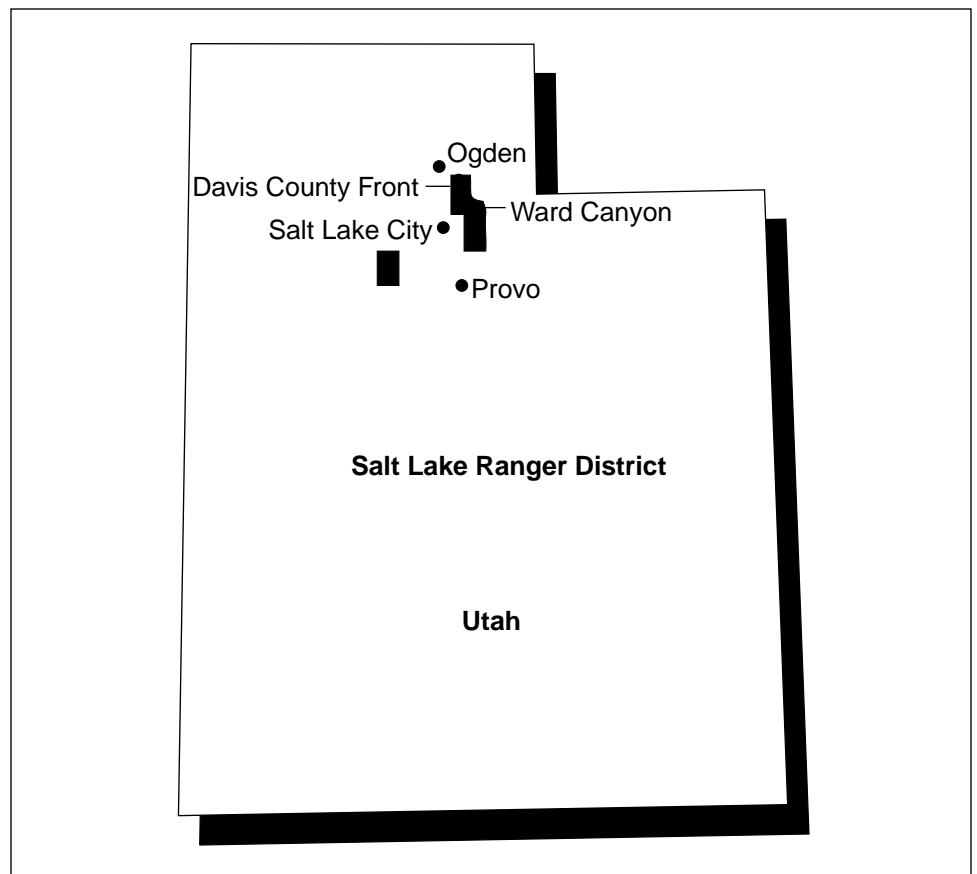 Ogden
Davis County Front
Ward Canyon
Salt Lake City
Provo
Salt Lake Ranger District
Utah